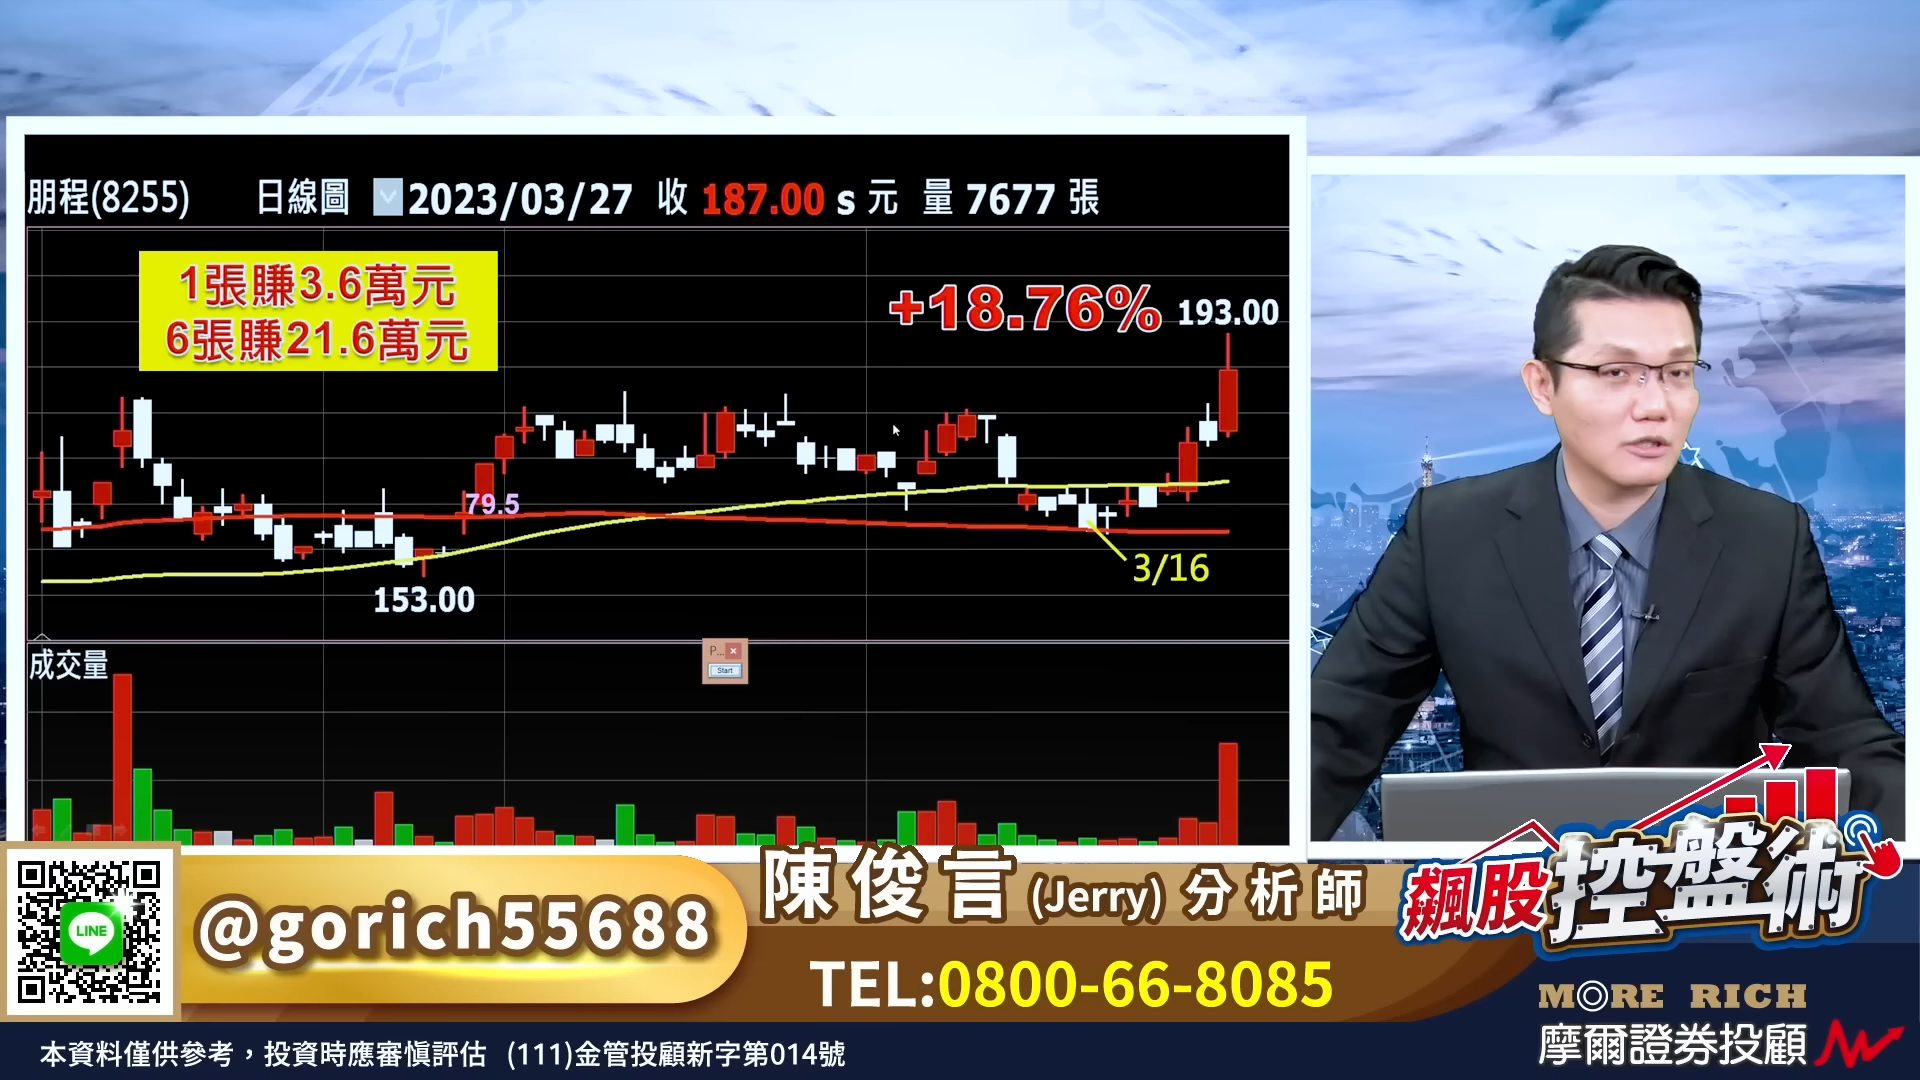 朋程(8255) 日線圖 2023/03/27 收 187.00 s 元 量 7677 張
1張賺3.6萬元
6張賺21.6萬元
+18.76% 193.00
79.5
3/16
153.00
P...
Start
成交量
LINE
@gorich55688
陳俊言(Jerry)分析師
TEL:0800-66-8085
飆股控盤術
MORE RICH
摩爾證券投顧
本資料僅供參考，投資時應審慎評估 (111)金管投顧新字第014號